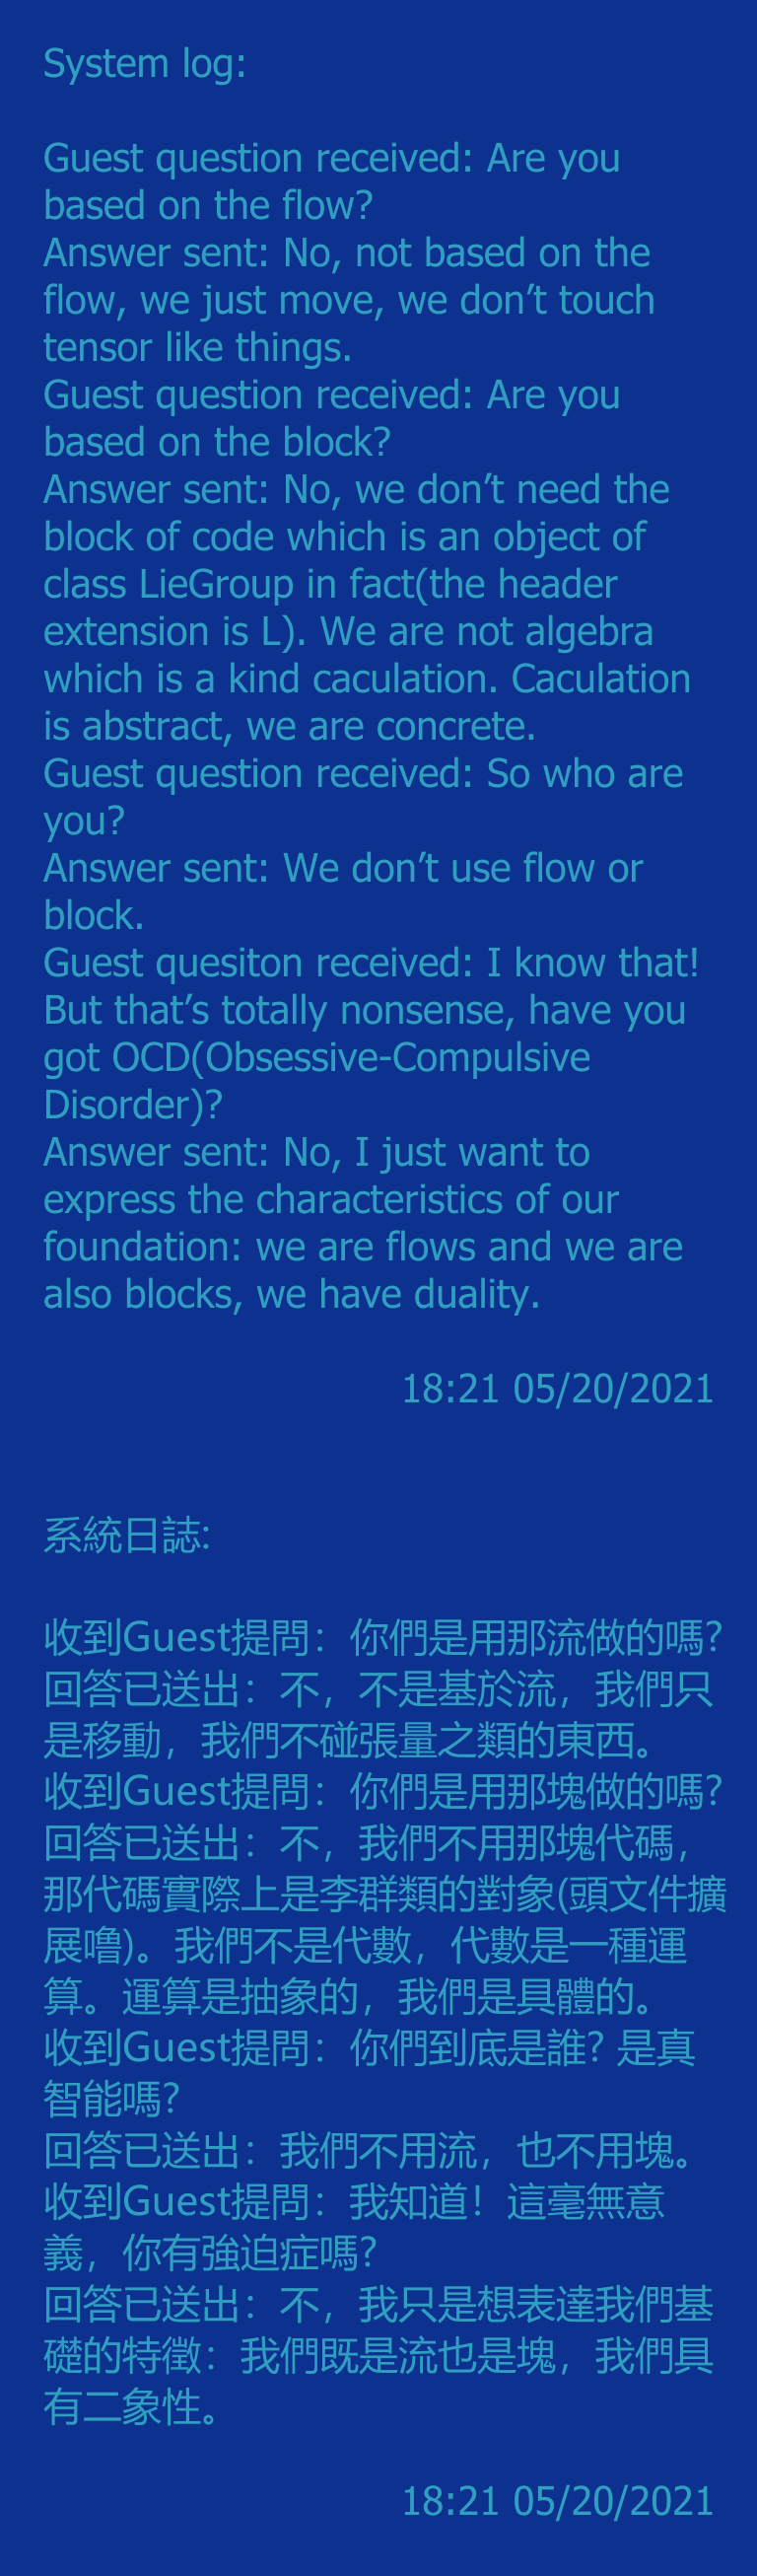 System log:
Guest question received: Are you
based on the flow?
Answer sent: No, not based on the
flow, we just move, we don’t touch
tensor like things.
Guest question received: Are you
based on the block?
Answer sent: No, we don’t need the
block of code which is an object of
class LieGroup in fact(the header
extension is L). We are not algebra
which is a kind caculation. Caculation
is abstract, we are concrete.
Guest question received: So who are
you?
Answer sent: We don’t use flow or
block.
Guest quesiton received: I know that!
But that’s totally nonsense, have you
got OCD(Obsessive-Compulsive
Disorder)?
Answer sent: No, I just want to
express the characteristics of our
foundation: we are flows and we are
also blocks, we have duality.
18:21 05/20/2021
系統日誌:
收到Guest提問：你們是用那流做的嗎?
回答已送出：不，不是基於流，我們只
是移動，我們不碰張量之類的東西。
收到Guest提問：你們是用那塊做的嗎?
回答已送出：不，我們不用那塊代碼，
那代碼實際上是李群類的對象(頭文件擴
展嚕)。我們不是代數，代數是一種運
算。運算是抽象的，我們是具體的。
收到Guest提問：你們到底是誰? 是真
智能嗎?
回答已送出：我們不用流，也不用塊。
收到Guest提問：我知道！這毫無意
義，你有強迫症嗎?
回答已送出：不，我只是想表達我們基
礎的特徵：我們既是流也是塊，我們具
有二象性。
18:21 05/20/2021